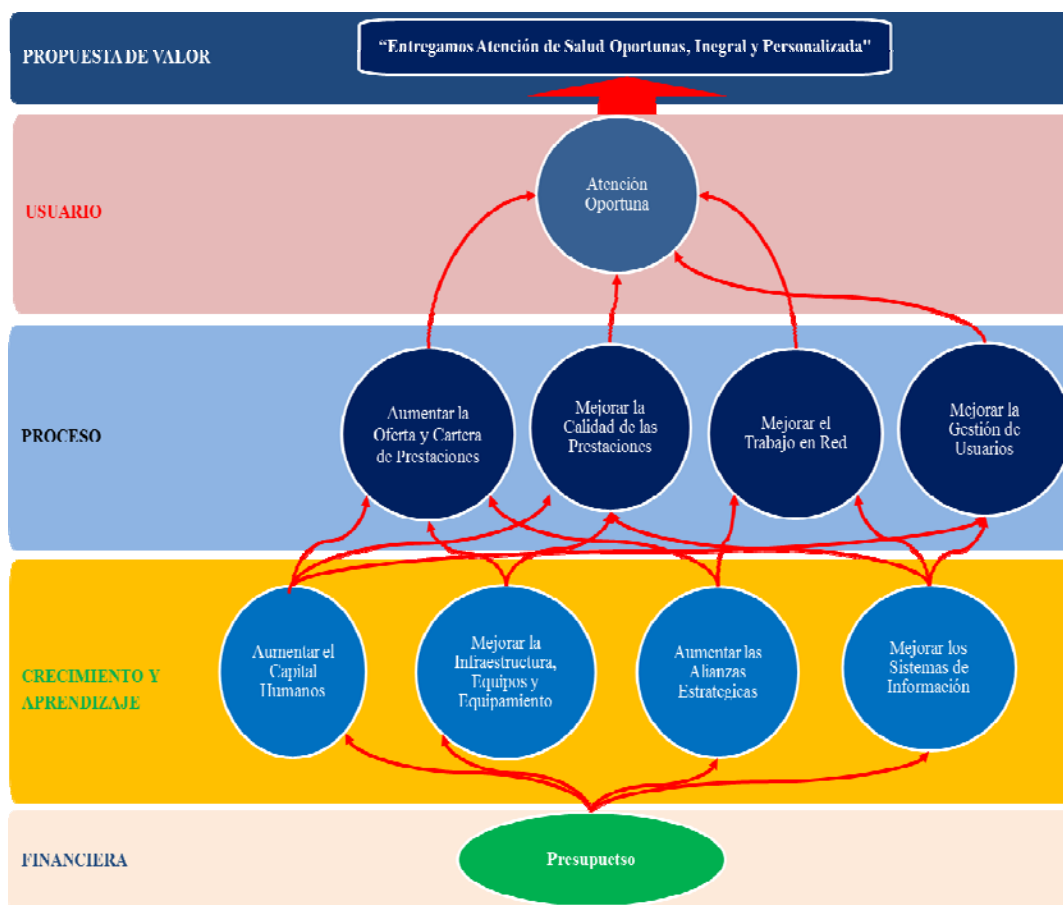 PROPUESTA DE VALOR
“Entregamos Atención de Salud Oportunas, Inegral y Personalizada"
USUARIO
Atención
Oportuna
PROCESO
Aumentar la
Oferta y Cartera
de Prestaciones
Mejorar la
Calidad de las
Prestaciones
Mejorar el
Trabajo en Red
Mejorar la
Gestión de
Usuarios
CRECIMIENTO Y
APRENDIZAJE
Aumentar el
Capital
Humanos
Mejorar la
Infraestructura,
Equipos y
Equipamiento
Aumentar las
Alianzas
Estratégicas
Mejorar los
Sistemas de
Información
FINANCIERA
Presupuetso